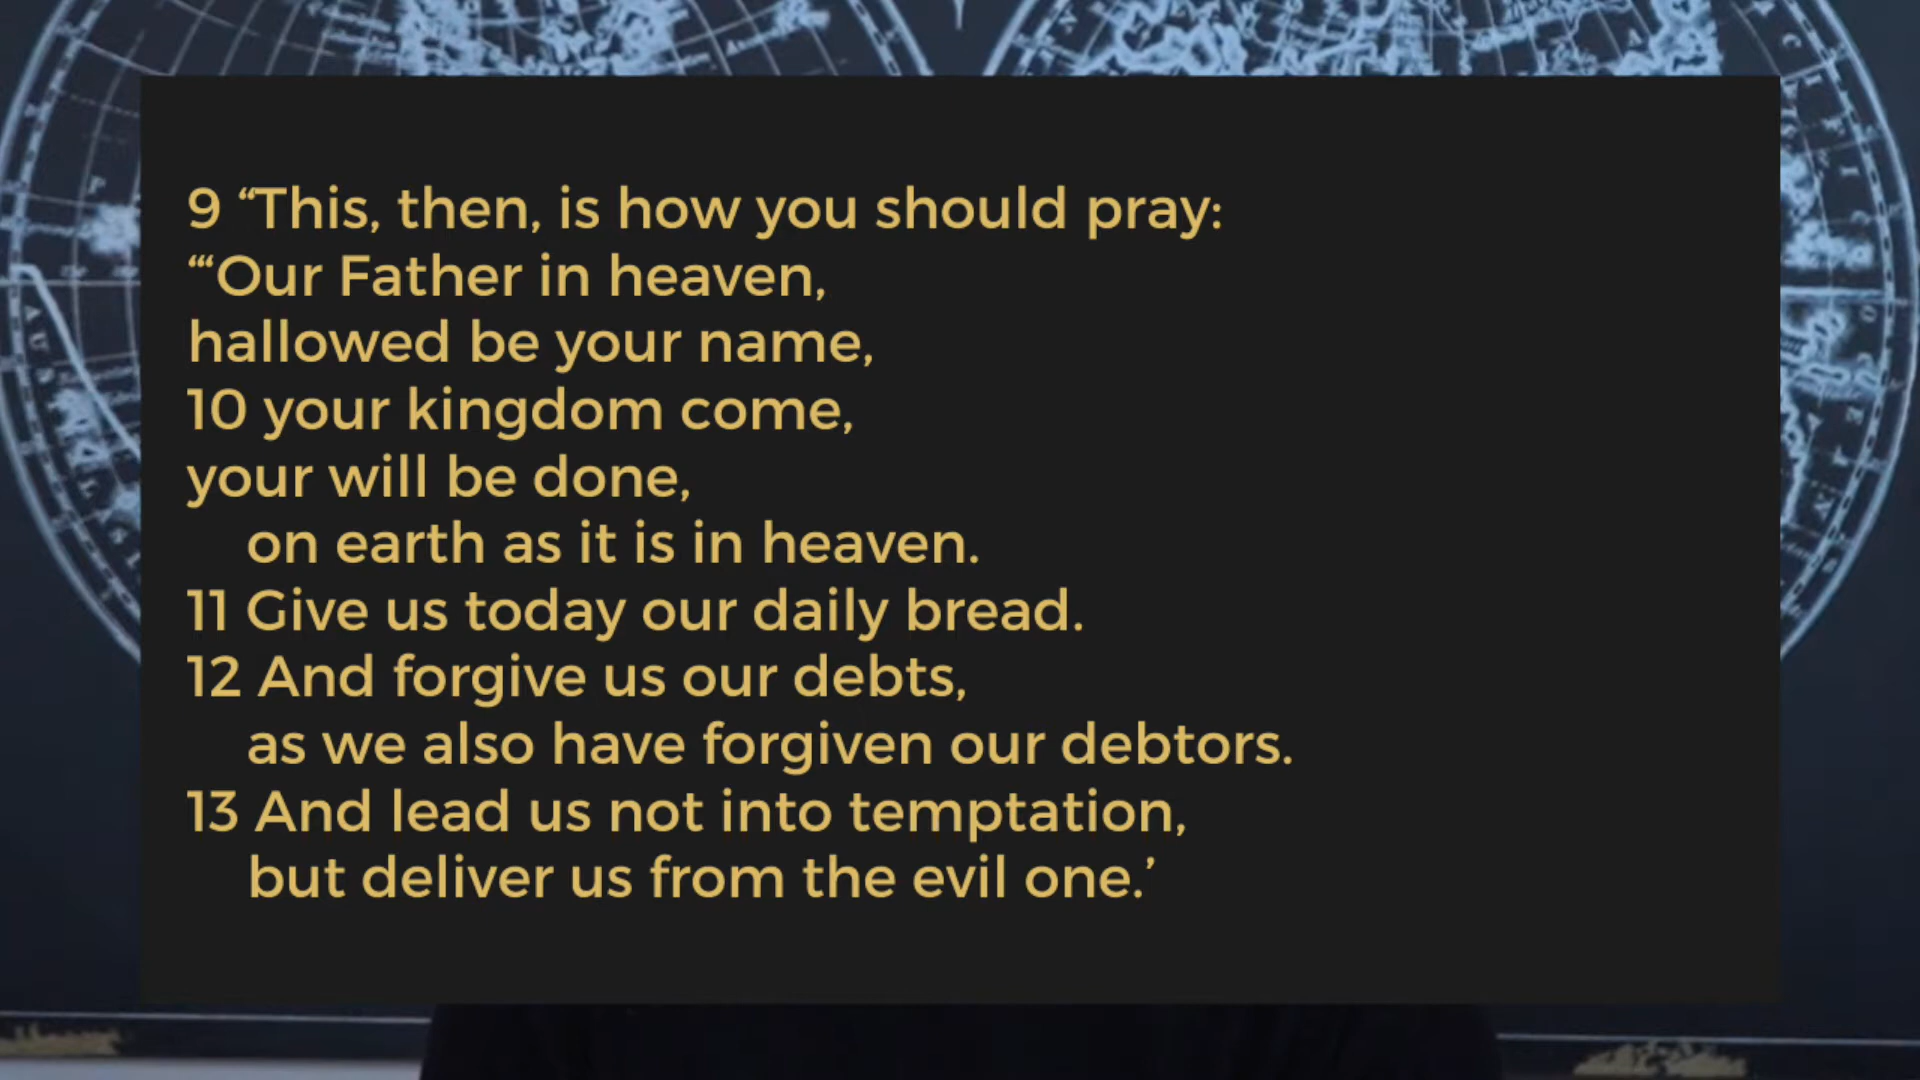 9 “This, then, is how you should pray:
“‘Our Father in heaven,
hallowed be your name,
10 your kingdom come,
your will be done,
on earth as it is in heaven.
11 Give us today our daily bread.
12 And forgive us our debts,
as we also have forgiven our debtors.
13 And lead us not into temptation,
but deliver us from the evil one.’